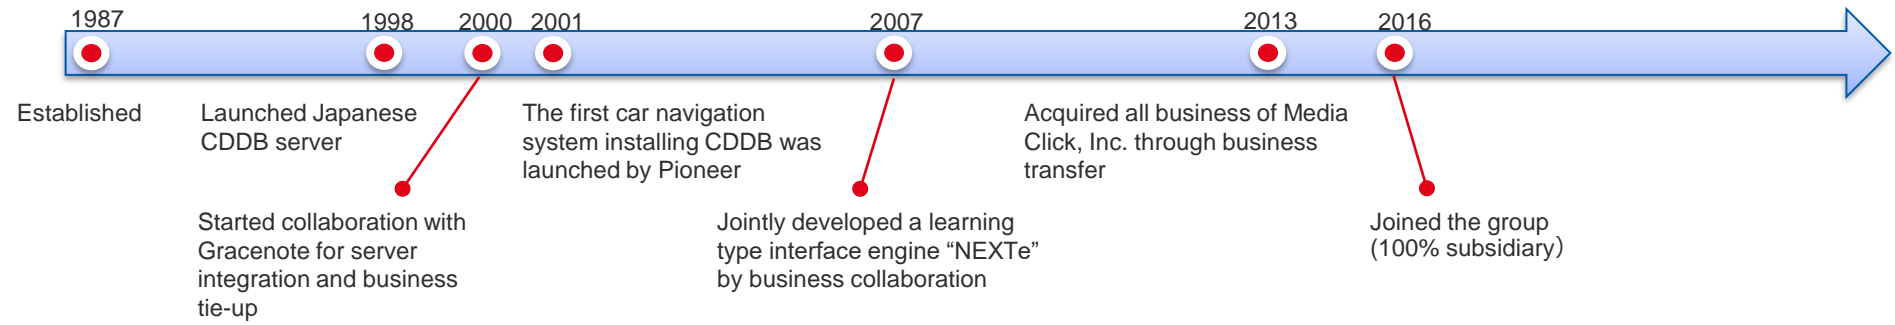 1987
1998
2000
2001
2007
2013
2016
Established
Launched Japanese
CDDB server
The first car navigation
system installing CDDB was
launched by Pioneer
Acquired all business of Media
Click, Inc. through business
transfer
Started collaboration with
Gracenote for server
integration and business
tie-up
Jointly developed a learning
type interface engine “NEXTe”
by business collaboration
Joined the group
(100% subsidiary）